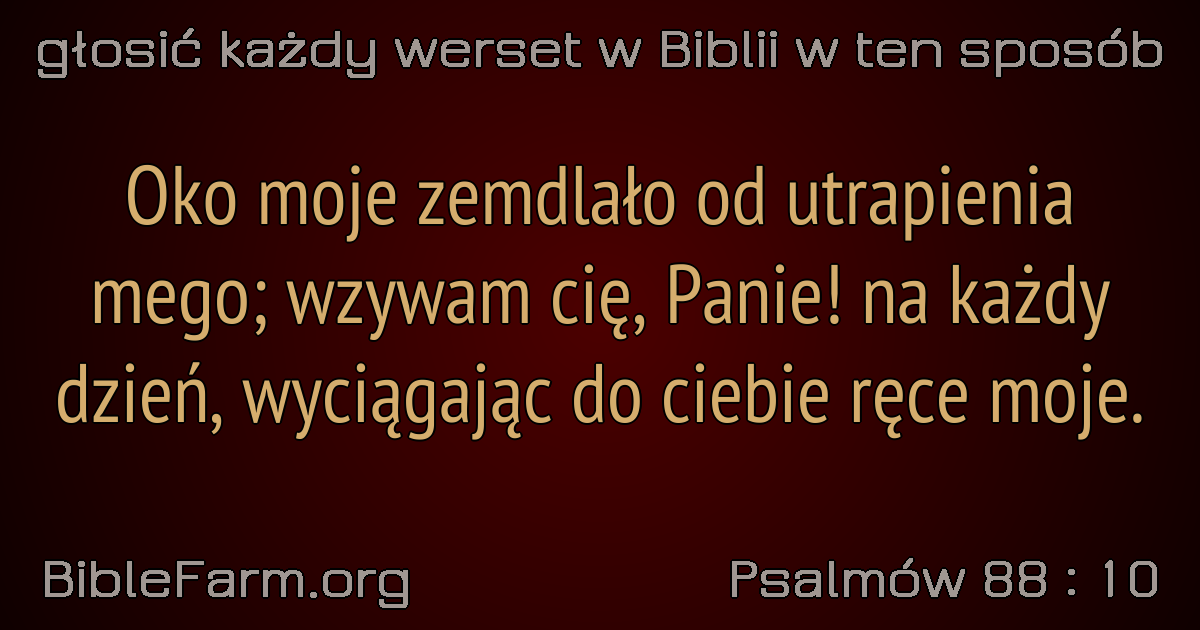 głosić każdy werset w Biblii w ten sposób
Oko moje zemdlało od utrapienia
mego; wzywam cię, Panie! na każdy
dzień, wyciągając do ciebie ręce moje.
BibleFarm.org
Psalmów 88 : 10